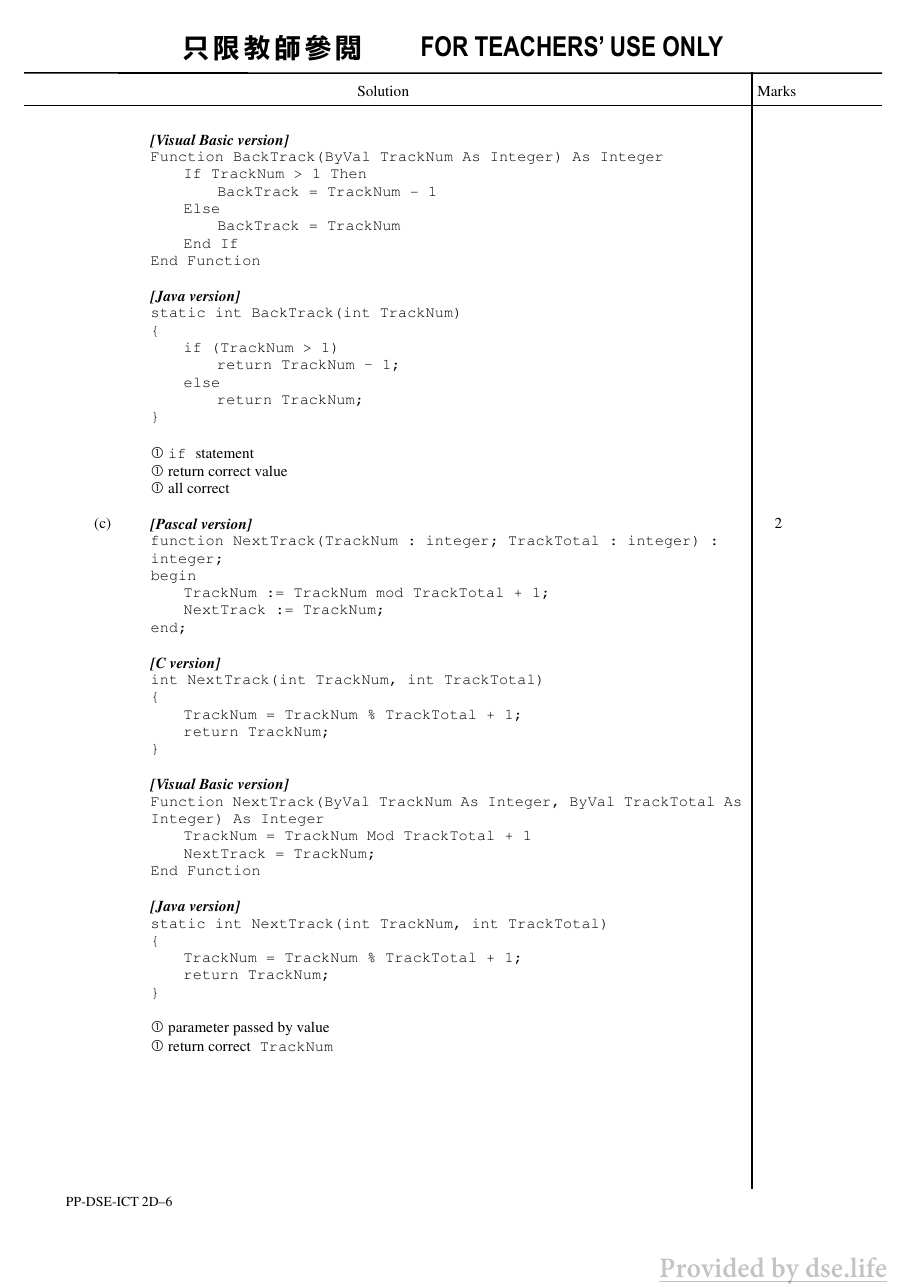 只限教師參閱 FOR TEACHERS' USE ONLY
Solution Marks
[Visual Basic version]
Function BackTrack(ByVal TrackNum As Integer) As Integer
If TrackNum > 1 Then
BackTrack = TrackNum - 1
Else
BackTrack = TrackNum
End If
End Function
[Java version]
static int BackTrack(int TrackNum)
{
if (TrackNum > 1)
return TrackNum - 1;
else
return TrackNum;
}
① if statement
① return correct value
① all correct
(c) [Pascal version] 2
function NextTrack(TrackNum : integer; TrackTotal : integer) :
integer;
begin
TrackNum := TrackNum mod TrackTotal + 1;
NextTrack := TrackNum;
end;
[C version]
int NextTrack(int TrackNum, int TrackTotal)
{
TrackNum = TrackNum % TrackTotal + 1;
return TrackNum;
}
[Visual Basic version]
Function NextTrack(ByVal TrackNum As Integer, ByVal TrackTotal As
Integer) As Integer
TrackNum = TrackNum Mod TrackTotal + 1
NextTrack = TrackNum;
End Function
[Java version]
static int NextTrack(int TrackNum, int TrackTotal)
{
TrackNum = TrackNum % TrackTotal + 1;
return TrackNum;
}
① parameter passed by value
① return correct TrackNum
PP-DSE-ICT 2D–6
Provided by dse.life